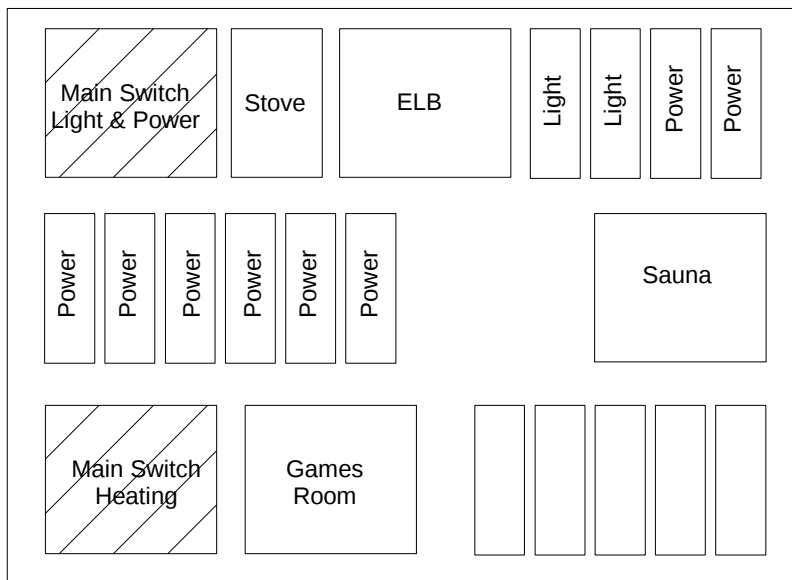 Main Switch
Light & Power
Stove
ELB
Light
Light
Power
Power
Power
Power
Power
Power
Power
Power
Sauna
Main Switch
Heating
Games
Room